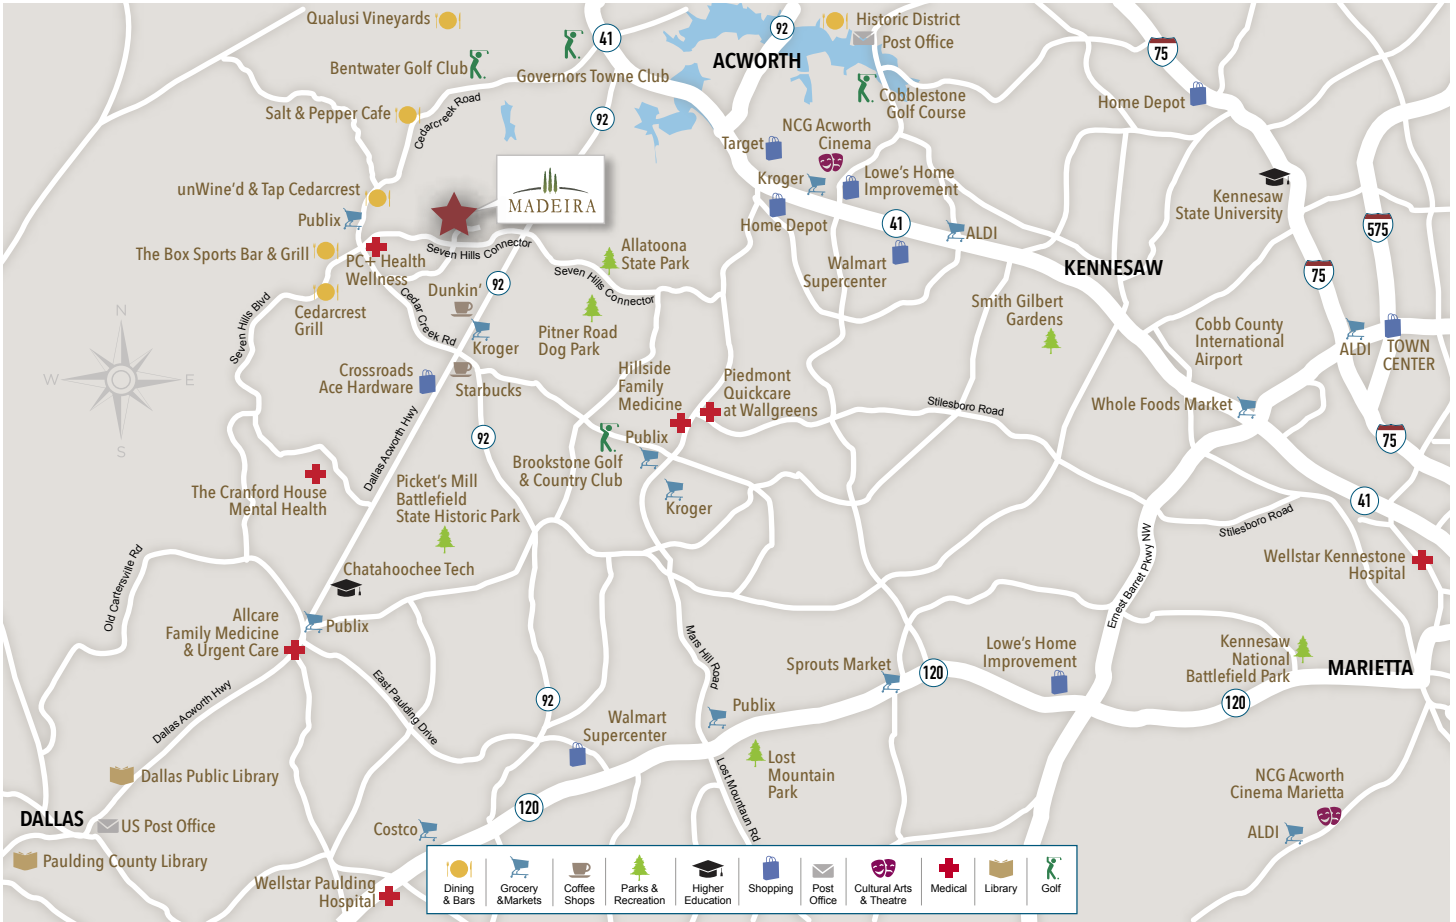 Qualusi Vineyards
Bentwater Golf Club
Governors Towne Club
41
92
ACWORTH
Historic District
Post Office
Cobblestone
Golf Course
75
Home Depot
Salt & Pepper Cafe
Cedarcreek Road
92
Target
NCG Acworth
Cinema
Kroger
Lowe's Home
Improvement
Home Depot
41
ALDI
Walmart
Supercenter
KENNESAW
Kennesaw
State University
575
75
unWine'd & Tap Cedarcrest
Publix
MADEIRA
The Box Sports Bar & Grill
PC+ Health
Wellness
Seven Hills Connector
Allatoona
State Park
Seven Hills Connector
92
Dunkin'
Cedarcrest
Grill
Seven Hills Blvd
Cedar Creek Rd
Kroger
Pitner Road
Dog Park
Smith Gilbert
Gardens
Cobb County
International
Airport
ALDI
TOWN
CENTER
N
W
E
S
Crossroads
Ace Hardware
Starbucks
Hillside
Family
Medicine
Piedmont
Quickcare
at Wallgreens
Stilesboro Road
Whole Foods Market
75
92
Dallas Acworth Hwy
Publix
Brookstone Golf
& Country Club
Kroger
The Cranford House
Mental Health
Picket's Mill
Battlefield
State Historic Park
41
Stilesboro Road
Wellstar Kennestone
Hospital
Old Cartersville Rd
Chatahoochee Tech
Ernest Barret Pkwy NW
Allcare
Family Medicine
& Urgent Care
Publix
Mars Hill Road
Sprouts Market
120
Lowe's Home
Improvement
Kennesaw
National
Battlefield Park
MARIETTA
120
Dallas Acworth Hwy
East Paulding Drive
92
Walmart
Supercenter
Publix
Lost
Mountain
Park
Lost Mountaun Rd
Dallas Public Library
DALLAS
US Post Office
Paulding County Library
120
Costco
Wellstar Paulding
Hospital
NCG Acworth
Cinema Marietta
ALDI
Dining
& Bars
Grocery
&Markets
Coffee
Shops
Parks &
Recreation
Higher
Education
Shopping
Post
Office
Cultural Arts
& Theatre
Medical
Library
Golf